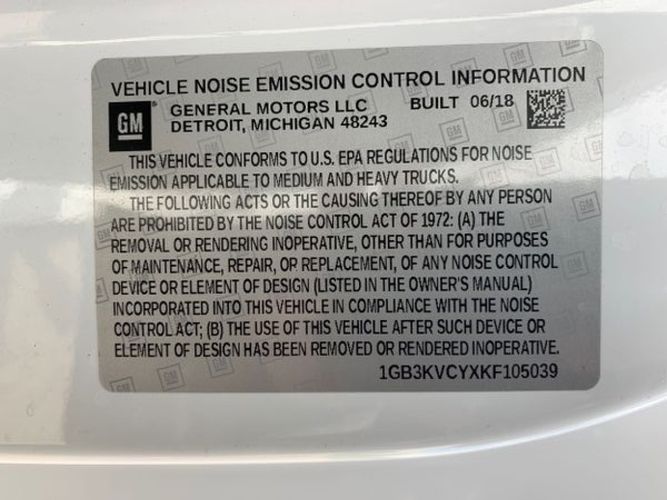 VEHICLE NOISE EMISSION CONTROL INFORMATION
GM GENERAL MOTORS LLC BUILT 06/18
DETROIT, MICHIGAN 48243
THIS VEHICLE CONFORMS TO U.S. EPA REGULATIONS FOR NOISE
EMISSION APPLICABLE TO MEDIUM AND HEAVY TRUCKS.
THE FOLLOWING ACTS OR THE CAUSING THEREOF BY ANY PERSON
ARE PROHIBITED BY THE NOISE CONTROL ACT OF 1972: (A) THE
REMOVAL OR RENDERING INOPERATIVE, OTHER THAN FOR PURPOSES
OF MAINTENANCE, REPAIR, OR REPLACEMENT, OF ANY NOISE CONTROL
DEVICE OR ELEMENT OF DESIGN (LISTED IN THE OWNER'S MANUAL)
INCORPORATED INTO THIS VEHICLE IN COMPLIANCE WITH THE NOISE
CONTROL ACT; (B) THE USE OF THIS VEHICLE AFTER SUCH DEVICE OR
ELEMENT OF DESIGN HAS BEEN REMOVED OR RENDERED INOPERATIVE.
1GB3KVCYXKF105039